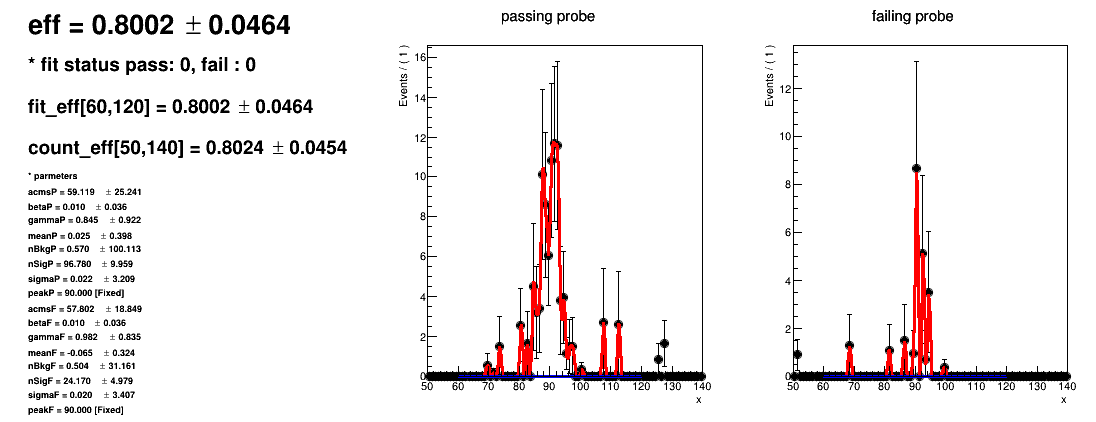 eff = 0.8002 ± 0.0464
* fit status pass: 0, fail : 0
fit_eff[60,120] = 0.8002 ± 0.0464
count_eff[50,140] = 0.8024 ± 0.0454
* parmeters
acmsP = 59.119 ± 25.241
betaP = 0.010 ± 0.036
gammaP = 0.845 ± 0.922
meanP = 0.025 ± 0.398
nBkgP = 0.570 ± 100.113
nSigP = 96.780 ± 9.959
sigmaP = 0.022 ± 3.209
peakP = 90.000 [Fixed]
acmsF = 57.802 ± 18.849
betaF = 0.010 ± 0.036
gammaF = 0.982 ± 0.835
meanF = -0.065 ± 0.324
nBkgF = 0.504 ± 31.161
nSigF = 24.170 ± 4.979
sigmaF = 0.020 ± 3.407
peakF = 90.000 [Fixed]
passing probe
Events / ( 1 )
16
14
12
10
8
6
4
2
0
50 60 70 80 90 100 110 120 130 140
x
failing probe
Events / ( 1 )
12
10
8
6
4
2
0
50 60 70 80 90 100 110 120 130 140
x